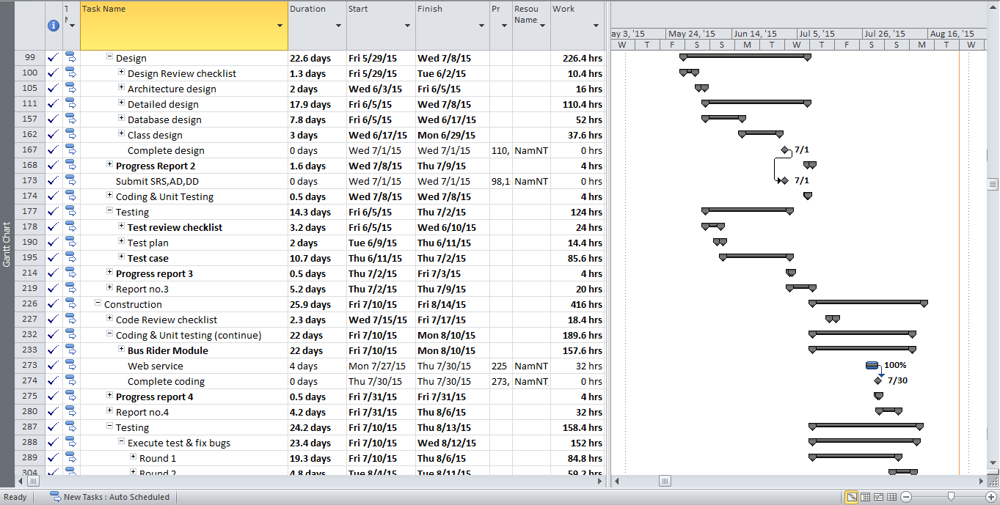 T Task Name Duration Start Finish Pr Resou Work
Name
ay 3, '15 May 24, '15 Jun 14, '15 Jul 5, '15 Jul 26, '15 Aug 16, '15
W T F S S M T W T F S S M T W
99 Design 22.6 days Fri 5/29/15 Wed 7/8/15 226.4 hrs
100 Design Review checklist 1.3 days Fri 5/29/15 Tue 6/2/15 10.4 hrs
105 Architecture design 2 days Wed 6/3/15 Fri 6/5/15 16 hrs
111 Detailed design 17.9 days Fri 6/5/15 Wed 7/8/15 110.4 hrs
157 Database design 7.8 days Fri 6/5/15 Wed 6/17/15 52 hrs
162 Class design 3 days Wed 6/17/15 Mon 6/29/15 37.6 hrs
167 Complete design 0 days Wed 7/1/15 Wed 7/1/15 110, NamNT 0 hrs 7/1
168 Progress Report 2 1.6 days Wed 7/8/15 Thu 7/9/15 4 hrs
173 Submit SRS,AD,DD 0 days Wed 7/1/15 Wed 7/1/15 98,1 NamNT 0 hrs 7/1
174 Coding & Unit Testing 0.5 days Wed 7/8/15 Wed 7/8/15 4 hrs
177 Testing 14.3 days Fri 6/5/15 Thu 7/2/15 124 hrs
178 Test review checklist 3.2 days Fri 6/5/15 Wed 6/10/15 24 hrs
190 Test plan 2 days Tue 6/9/15 Thu 6/11/15 14.4 hrs
195 Test case 10.7 days Thu 6/11/15 Thu 7/2/15 85.6 hrs
214 Progress report 3 0.5 days Thu 7/2/15 Fri 7/3/15 4 hrs
219 Report no.3 5.2 days Thu 7/2/15 Thu 7/9/15 20 hrs
226 Construction 25.9 days Fri 7/10/15 Fri 8/14/15 416 hrs
227 Code Review checklist 2.3 days Wed 7/15/15 Fri 7/17/15 18.4 hrs
232 Coding & Unit testing (continue) 22 days Fri 7/10/15 Mon 8/10/15 189.6 hrs
233 Bus Rider Module 22 days Fri 7/10/15 Mon 8/10/15 157.6 hrs
273 Web service 4 days Mon 7/27/15 Thu 7/30/15 225 NamNT 32 hrs 100%
274 Complete coding 0 days Thu 7/30/15 Thu 7/30/15 273, NamNT 0 hrs 7/30
275 Progress report 4 0.5 days Fri 7/31/15 Fri 7/31/15 4 hrs
280 Report no.4 4.2 days Fri 7/31/15 Thu 8/6/15 32 hrs
287 Testing 24.2 days Fri 7/10/15 Thu 8/13/15 158.4 hrs
288 Execute test & fix bugs 23.4 days Fri 7/10/15 Wed 8/12/15 152 hrs
289 Round 1 19.3 days Fri 7/10/15 Thu 8/6/15 84.8 hrs
304 Round 2 4.8 days Tue 8/4/15 Tue 8/11/15 59.2 hrs
Gantt Chart
Ready New Tasks : Auto Scheduled